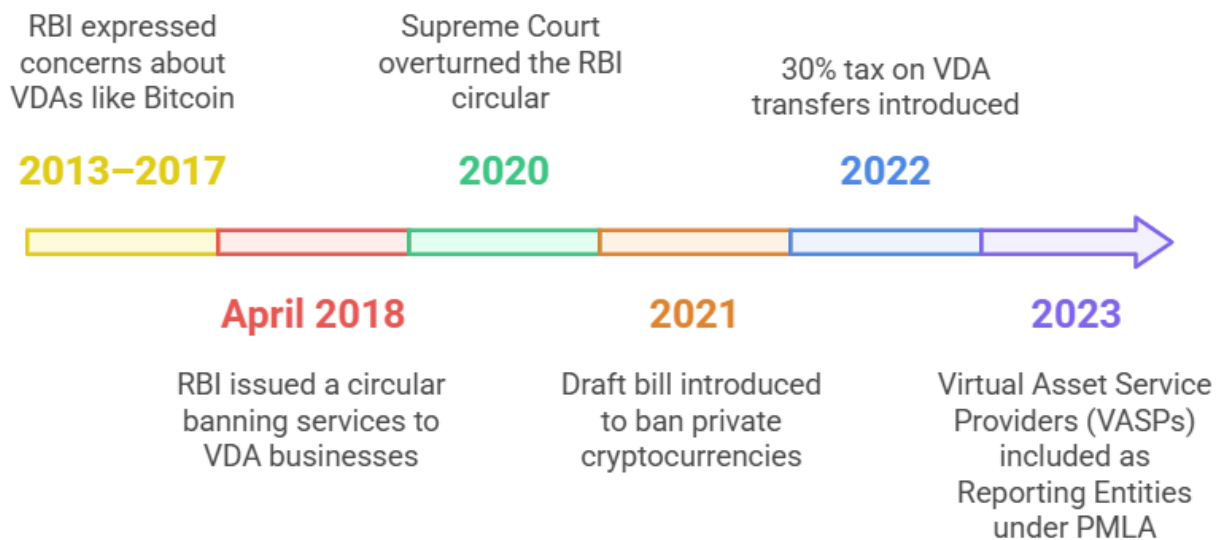 RBI expressed
concerns about
VDAs like Bitcoin
2013–2017
Supreme Court
overturned the RBI
circular
2020
30% tax on VDA
transfers introduced
2022
April 2018
RBI issued a circular
banning services to
VDA businesses
2021
Draft bill introduced
to ban private
cryptocurrencies
2023
Virtual Asset Service
Providers (VASPs)
included as
Reporting Entities
under PMLA